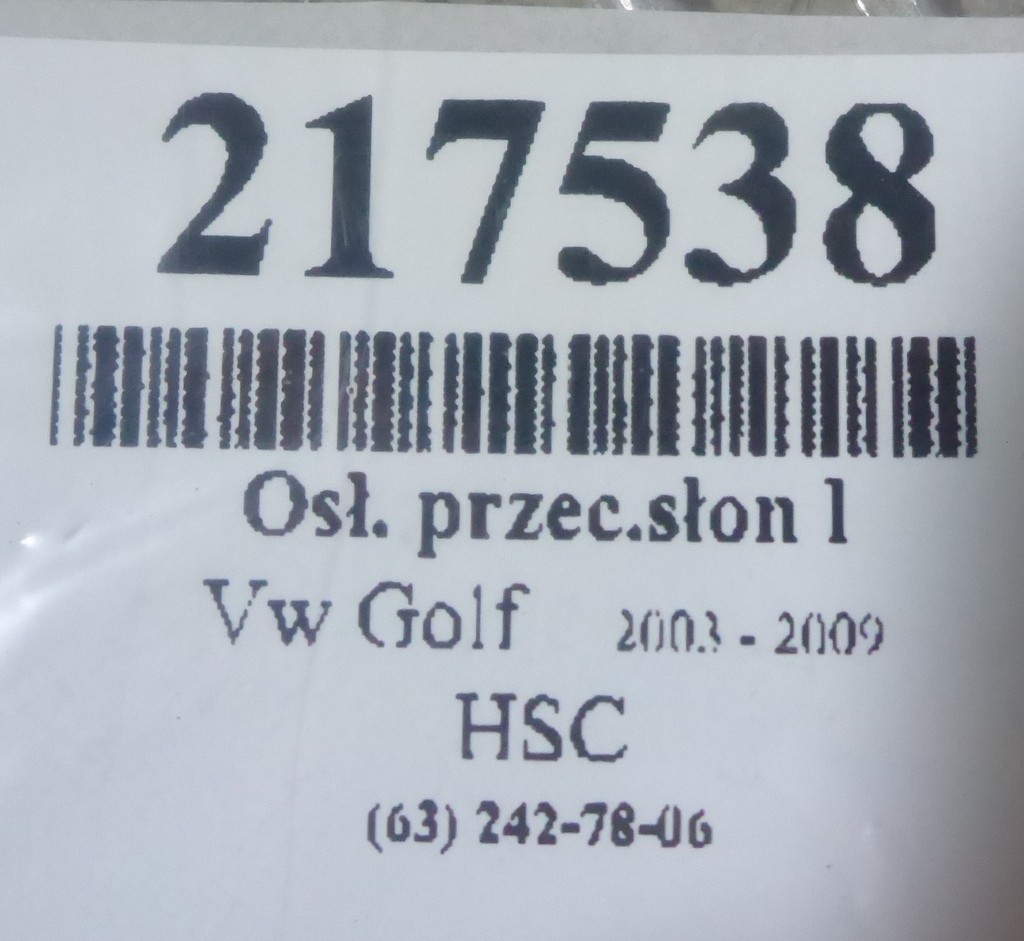 217538
Osł. przec.słon l
Vw Golf 2003 - 2009
HSC
(63) 242-78-06